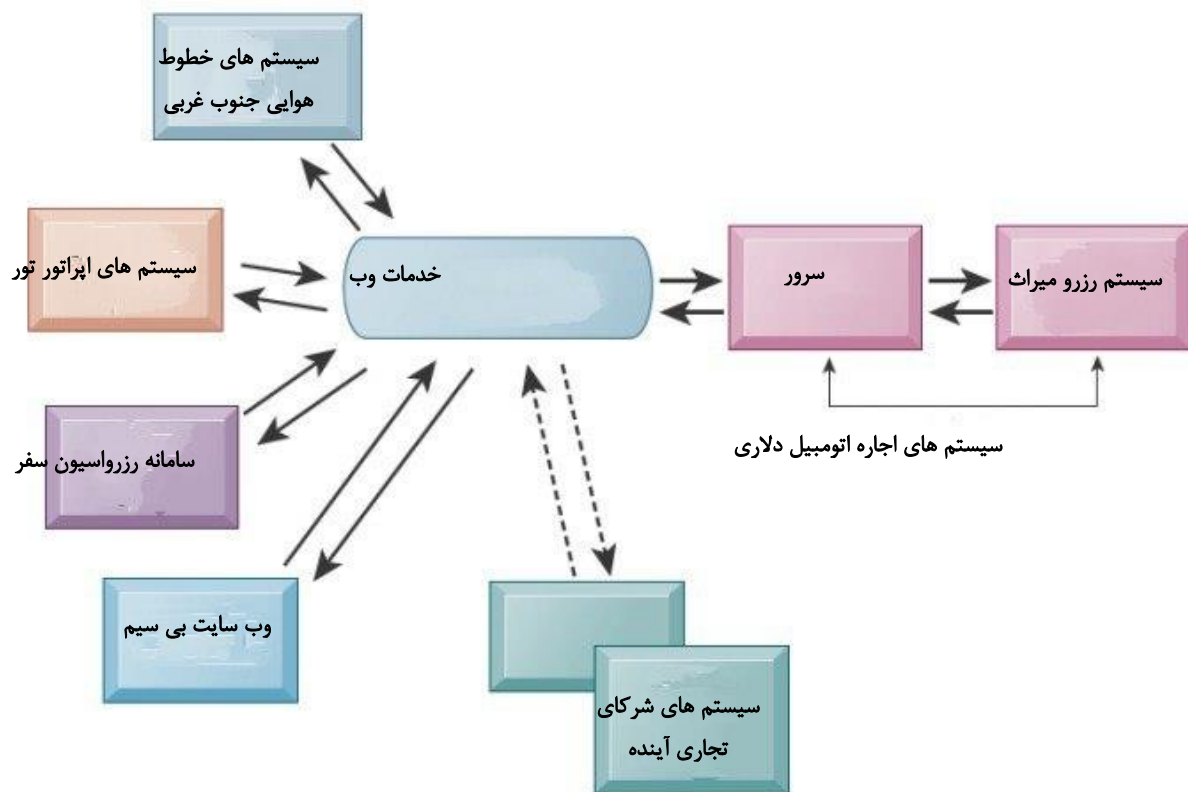 سیستم های خطوط
هوایی جنوب غربی
سیستم های اپراتور تور
خدمات وب
سرور
سیستم رزرو میراث
سیستم های اجاره اتومبیل دلاری
سامانه رزرواسیون سفر
وب سایت بی سیم
سیستم های شرکای
تجاری آینده